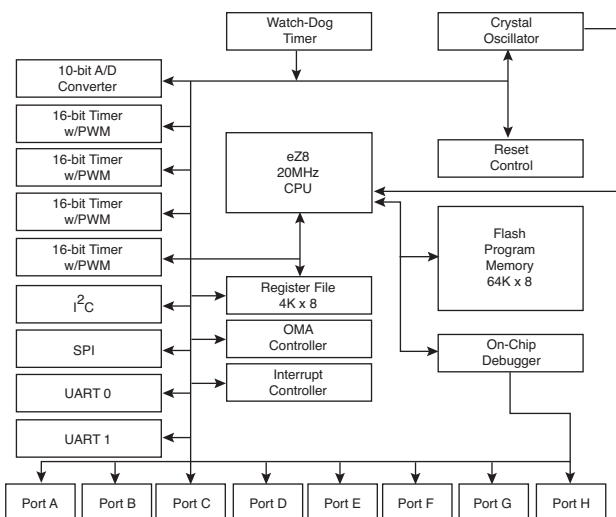 Watch-Dog
Timer
Crystal
Oscillator
10-bit A/D
Converter
16-bit Timer
w/PWM
16-bit Timer
w/PWM
16-bit Timer
w/PWM
16-bit Timer
w/PWM
I2C
SPI
UART 0
UART 1
eZ8
20MHz
CPU
Register File
4K x 8
OMA
Controller
Interrupt
Controller
Reset
Control
Flash
Program
Memory
64K x 8
On-Chip
Debugger
Port A
Port B
Port C
Port D
Port E
Port F
Port G
Port H